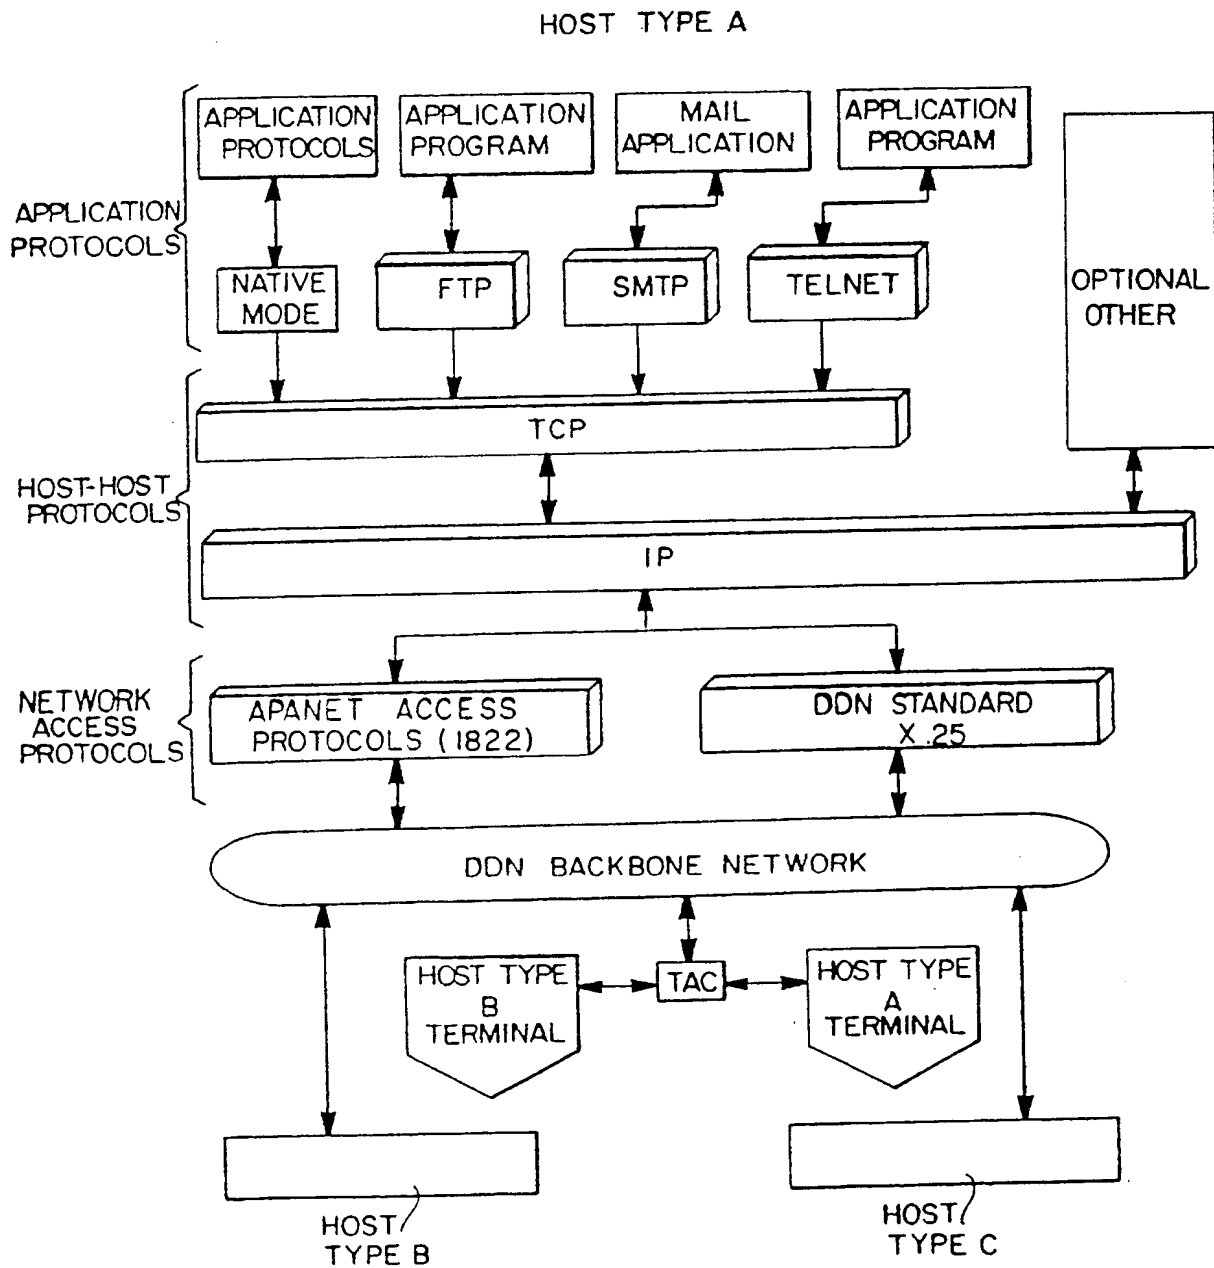 HOST TYPE A
APPLICATION
PROTOCOLS
APPLICATION
PROTOCOLS
APPLICATION
PROGRAM
MAIL
APPLICATION
APPLICATION
PROGRAM
NATIVE
MODE
FTP
SMTP
TELNET
OPTIONAL
OTHER
HOST-HOST
PROTOCOLS
TCP
IP
NETWORK
ACCESS
PROTOCOLS
APANET ACCESS
PROTOCOLS (1822)
DDN STANDARD
X.25
DDN BACKBONE NETWORK
HOST TYPE
B
TERMINAL
TAC
HOST TYPE
A
TERMINAL
HOST
TYPE B
HOST
TYPE C